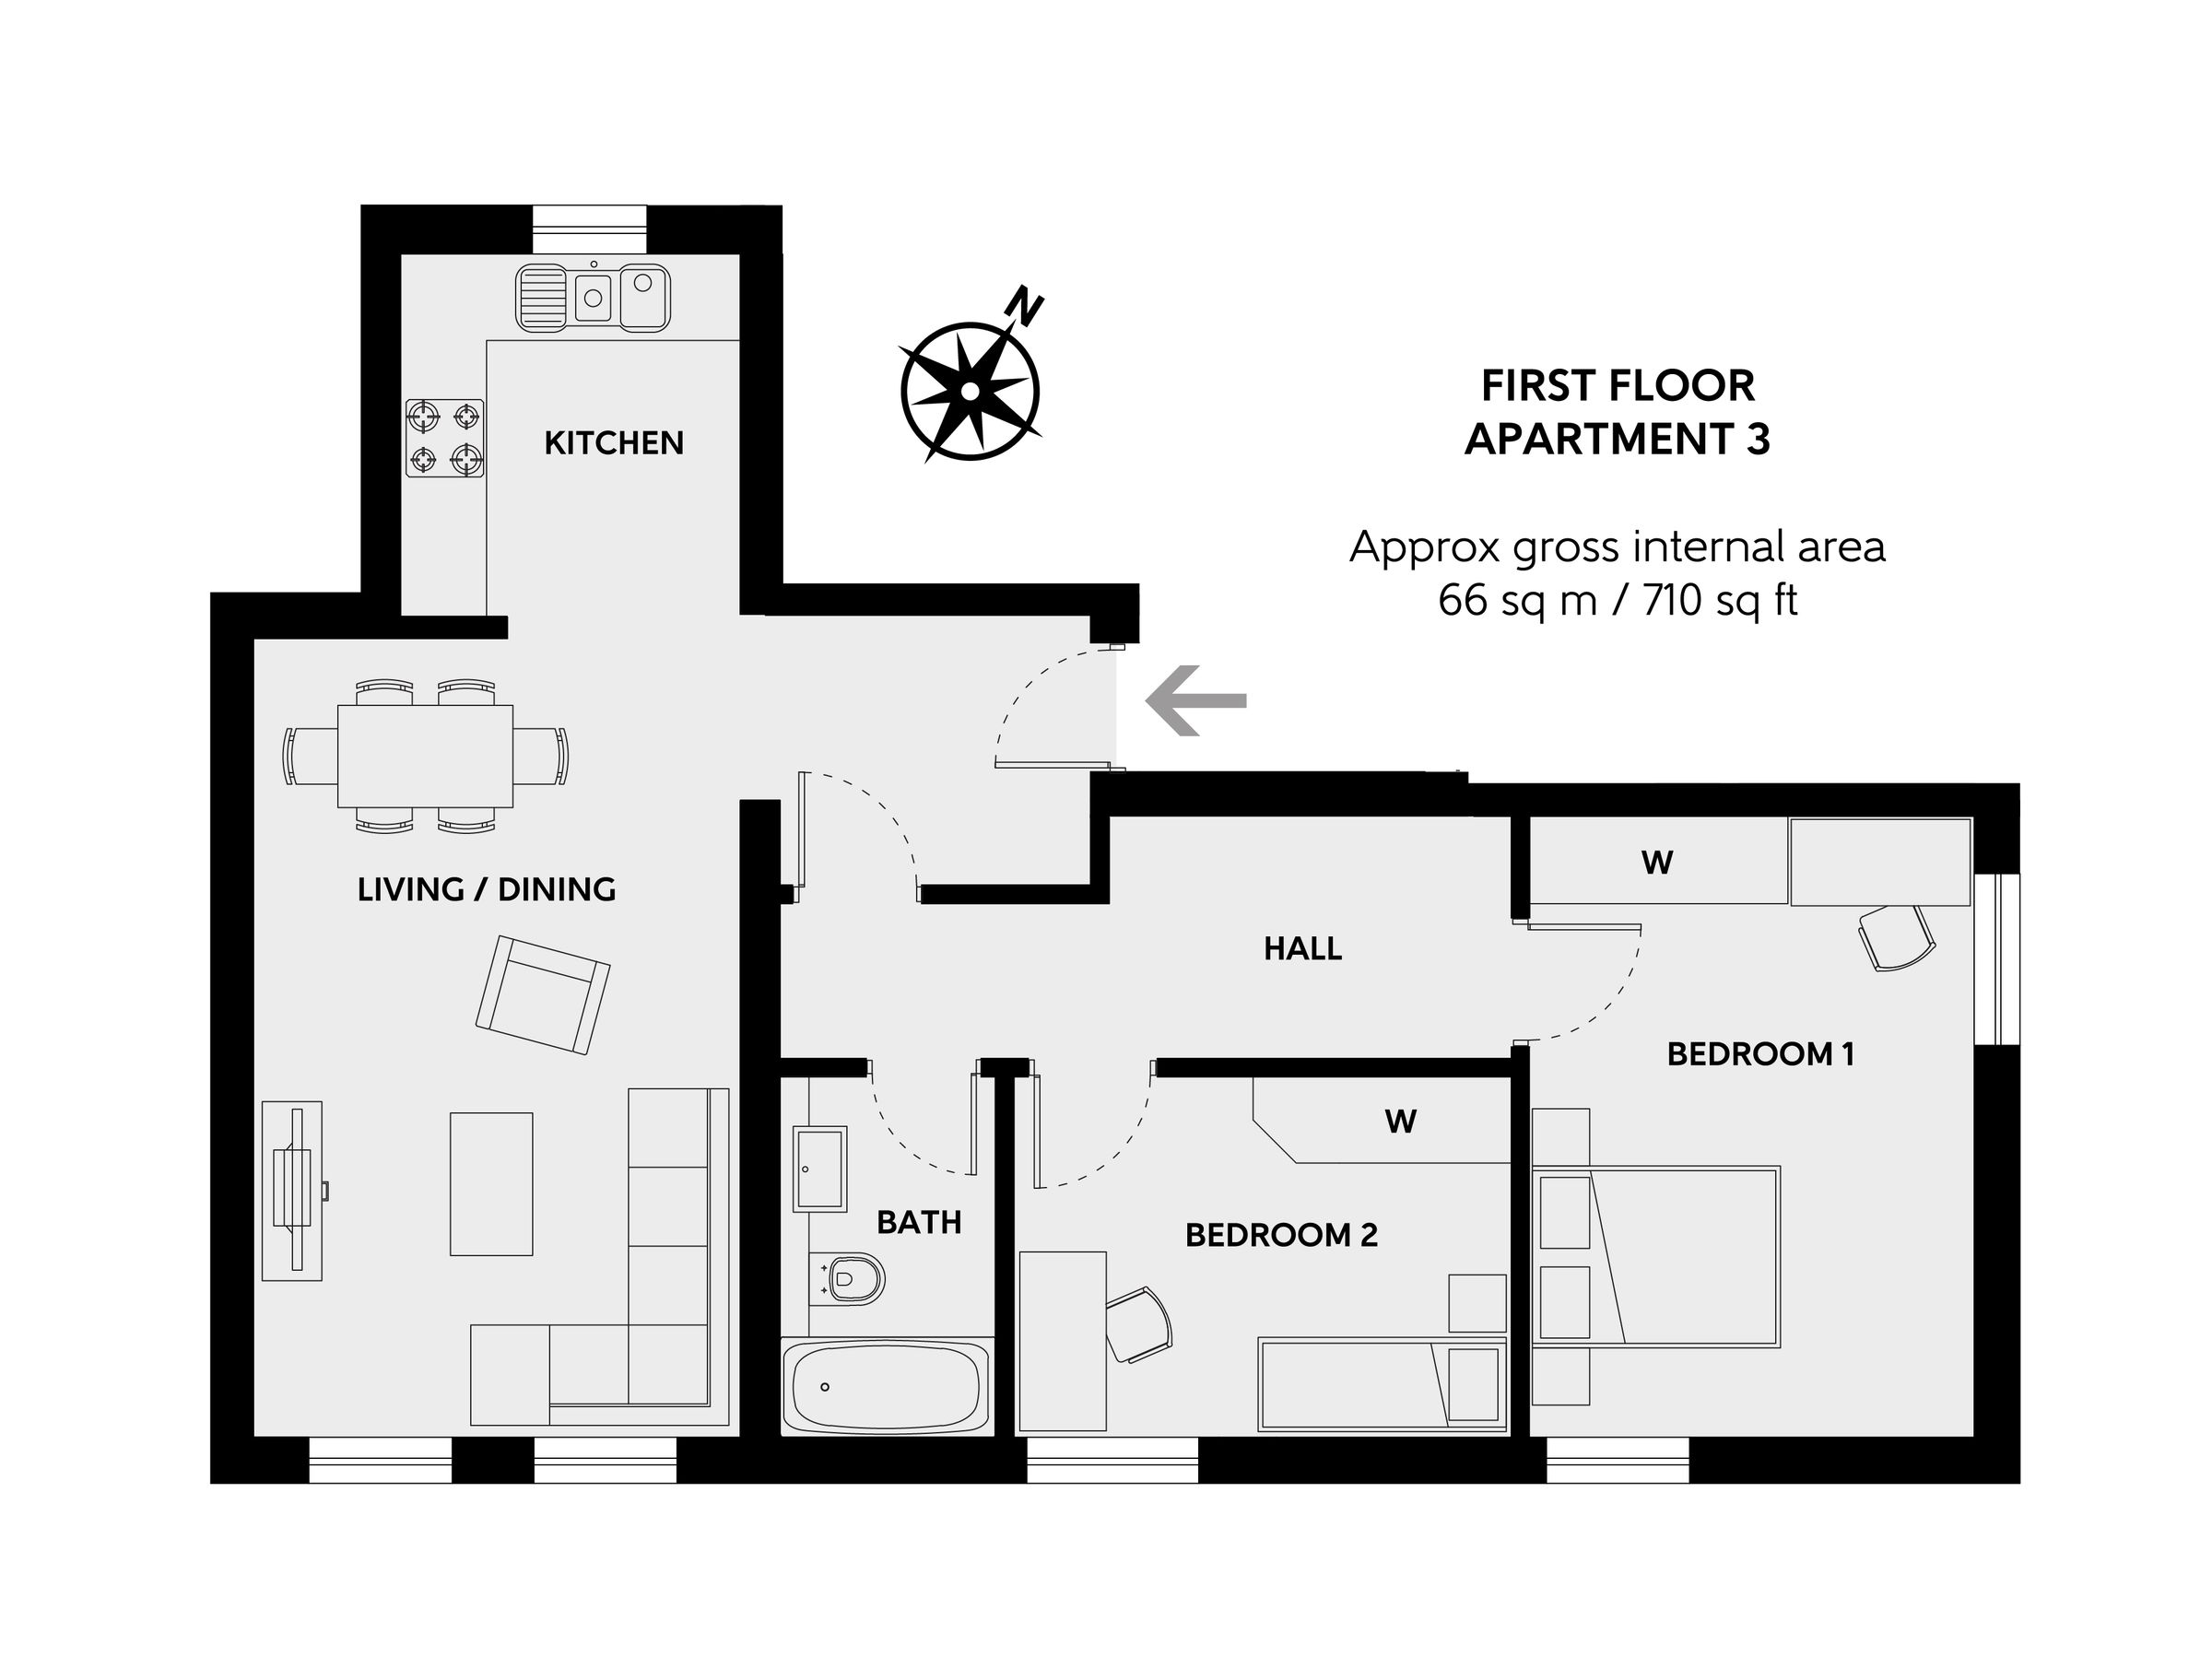 N
FIRST FLOOR
APARTMENT 3
Approx gross internal area
66 sq m / 710 sq ft
KITCHEN
LIVING / DINING
W
HALL
BEDROOM 1
W
BATH
BEDROOM 2